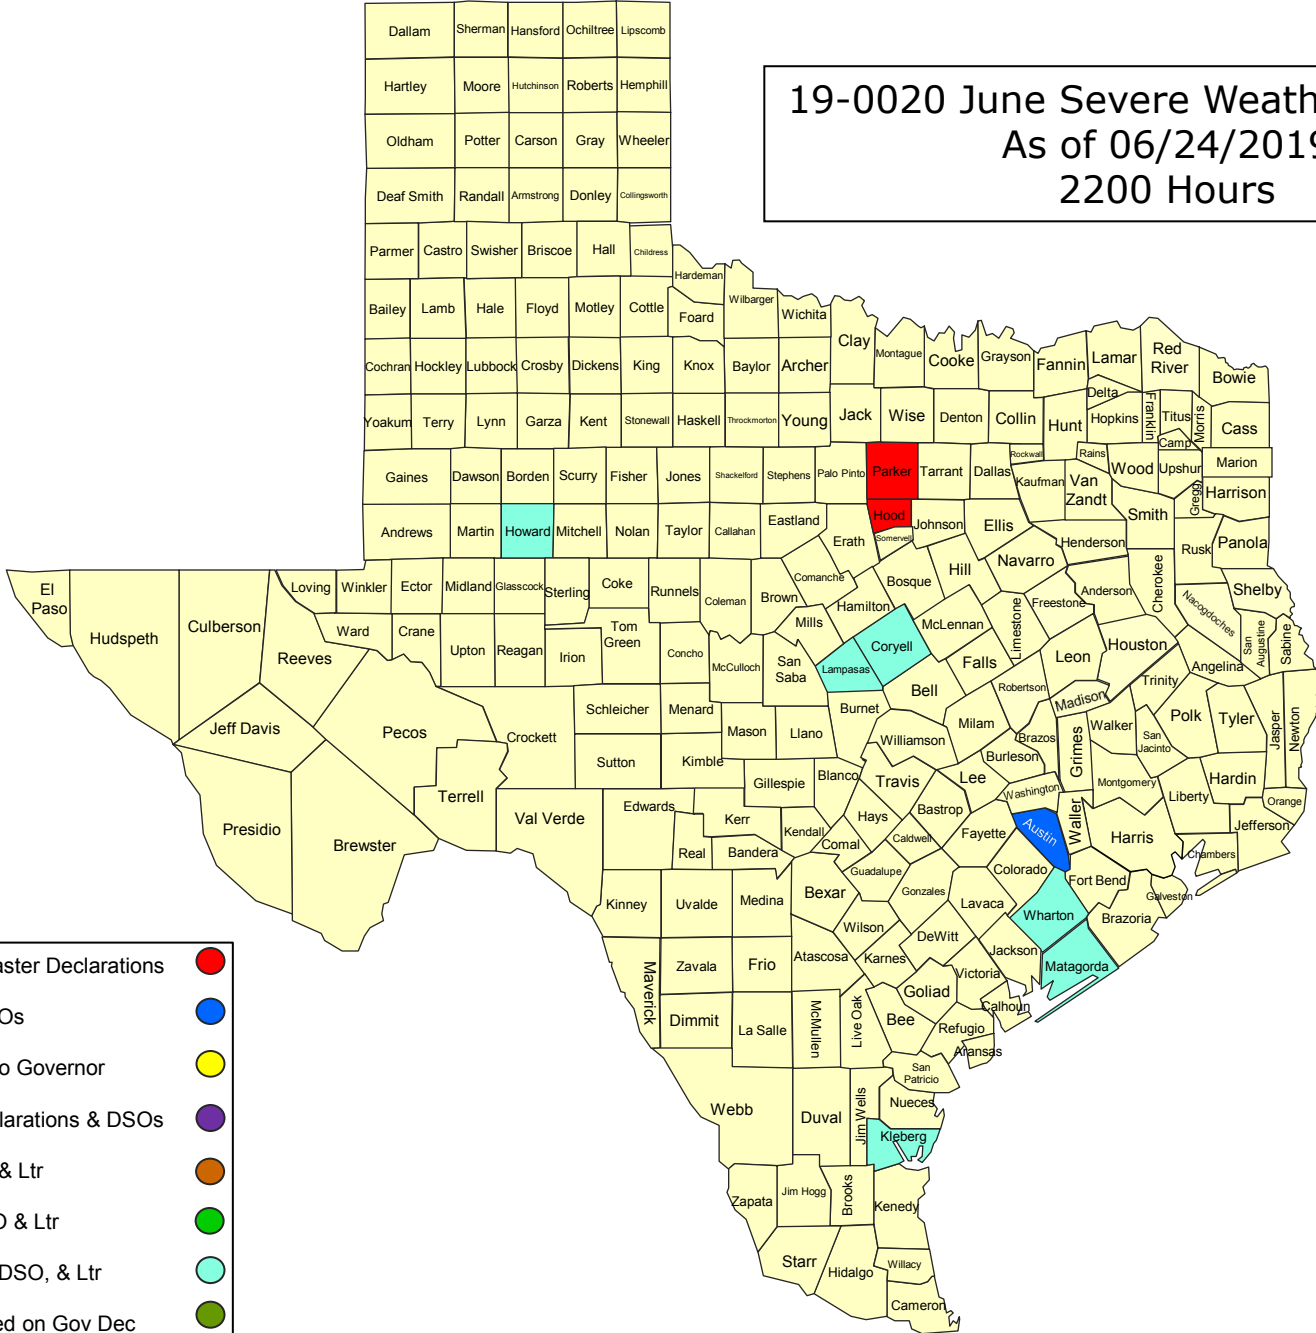 19-0020 June Severe Weath
As of 06/24/2019
2200 Hours
Dallam Sherman Hansford Ochiltree Lipscomb
Hartley Moore Hutchinson Roberts Hemphill
Oldham Potter Carson Gray Wheeler
Deaf Smith Randall Armstrong Donley Collingsworth
Parmer Castro Swisher Briscoe Hall Childress
Hardeman
Bailey Lamb Hale Floyd Motley Cottle Foard Wilbarger Wichita
Clay Montague Cooke Grayson Fannin Lamar Red River Bowie
Cochran Hockley Lubbock Crosby Dickens King Knox Baylor Archer
Delta
Yoakum Terry Lynn Garza Kent Stonewall Haskell Throckmorton Young Jack Wise Denton Collin Hunt Hopkins Franklin Titus Morris Cass
Camp
Gaines Dawson Borden Scurry Fisher Jones Shackelford Stephens Palo Pinto Parker Tarrant Dallas Rockwall Kaufman Rains Van Zandt Wood Upshur Marion
Gregg Harrison
Andrews Martin Howard Mitchell Nolan Taylor Callahan Eastland Erath Hood Somervell Johnson Ellis Henderson Smith Rusk Panola
El Paso Hudspeth Culberson Loving Winkler Ector Midland Glasscock Sterling Coke Runnels Coleman Brown Comanche Hamilton Bosque Hill Navarro Freestone Anderson Cherokee Nacogdoches Shelby
Reeves Ward Crane Upton Reagan Irion Tom Green Concho McCulloch San Saba Mills Lampasas Coryell McLennan Limestone Falls Leon Houston Angelina San Augustine Sabine
Jeff Davis Pecos Crockett Schleicher Menard Mason Llano Burnet Bell Milam Robertson Madison Trinity Walker Polk Tyler Jasper Newton
Terrell Sutton Kimble Gillespie Blanco Williamson Travis Lee Burleson Brazos Grimes San Jacinto Montgomery Liberty Hardin Orange
Presidio Brewster Val Verde Edwards Real Kerr Bandera Kendall Comal Hays Caldwell Bastrop Fayette Washington Austin Waller Harris Chambers Jefferson
Kinney Uvalde Medina Bexar Guadalupe Gonzales Lavaca Colorado Wharton Fort Bend Brazoria Galveston
Maverick Zavala Frio Atascosa Wilson Karnes DeWitt Jackson Matagorda
Dimmit La Salle McMullen Live Oak Bee Goliad Victoria Calhoun Refugio Aransas
San Patricio
Webb Duval Jim Wells Nueces Kleberg
Zapata Jim Hogg Brooks Kenedy
Starr Hidalgo Willacy
Cameron
aster Declarations
Os
o Governor
larations & DSOs
& Ltr
O & Ltr
DSO, & Ltr
ed on Gov Dec